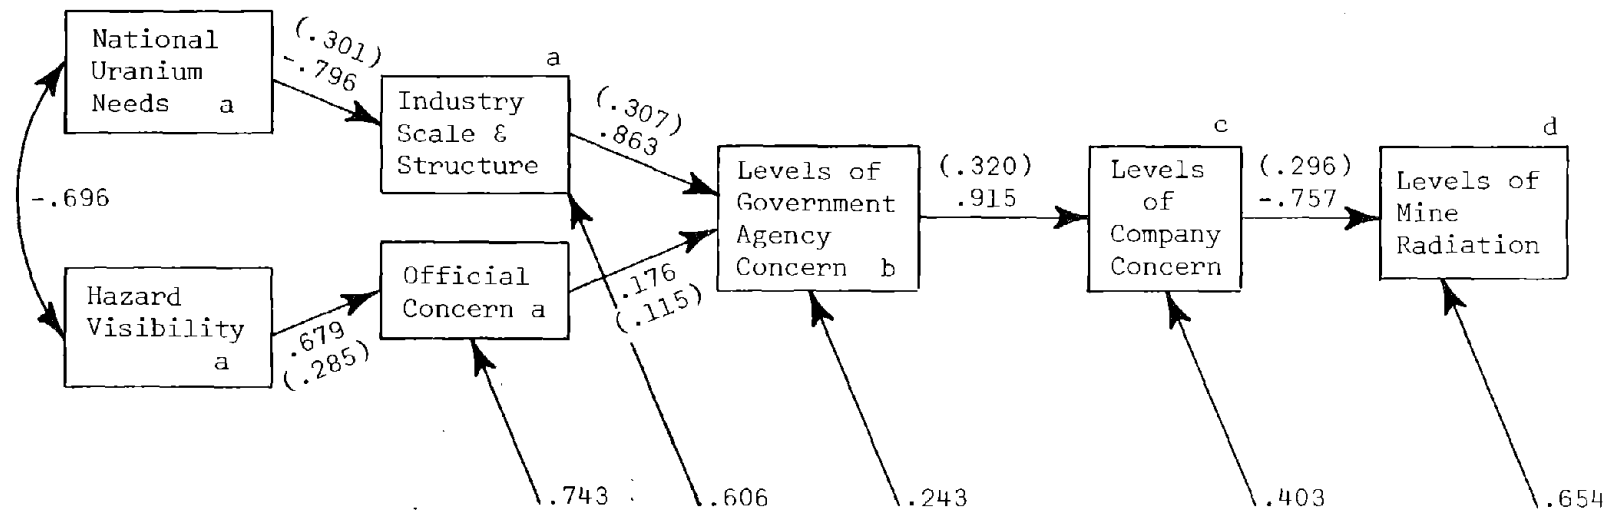 National
Uranium
Needs a
(.301)
-.796
a
Industry
Scale &
Structure
(.307)
.863
-.696
Hazard
Visibility
a
.679
(.285)
Official
Concern a
.176
(.115)
Levels of
Government
Agency
Concern b
(.320)
.915
c
Levels
of
Company
Concern
(.296)
-.757
d
Levels of
Mine
Radiation
.743
.606
.243
.403
.654